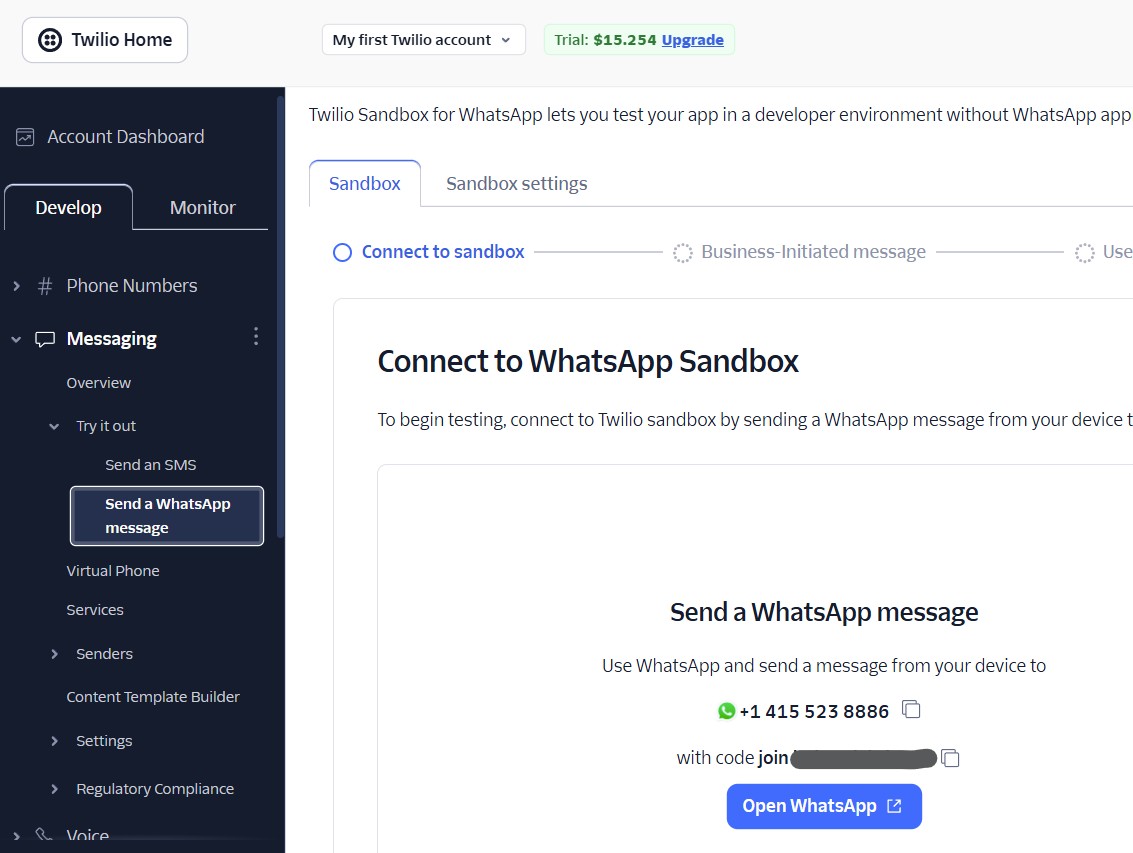 Twilio Home
My first Twilio account
Trial: $15.254 Upgrade
Account Dashboard
Develop
Monitor
Phone Numbers
Messaging
Overview
Try it out
Send an SMS
Send a WhatsApp
message
Virtual Phone
Services
Senders
Content Template Builder
Settings
Regulatory Compliance
Voice
Twilio Sandbox for WhatsApp lets you test your app in a developer environment without WhatsApp app
Sandbox
Sandbox settings
Connect to sandbox
Business-Initiated message
Use
Connect to WhatsApp Sandbox
To begin testing, connect to Twilio sandbox by sending a WhatsApp message from your device t
Send a WhatsApp message
Use WhatsApp and send a message from your device to
+1 415 523 8886
with code join
Open WhatsApp